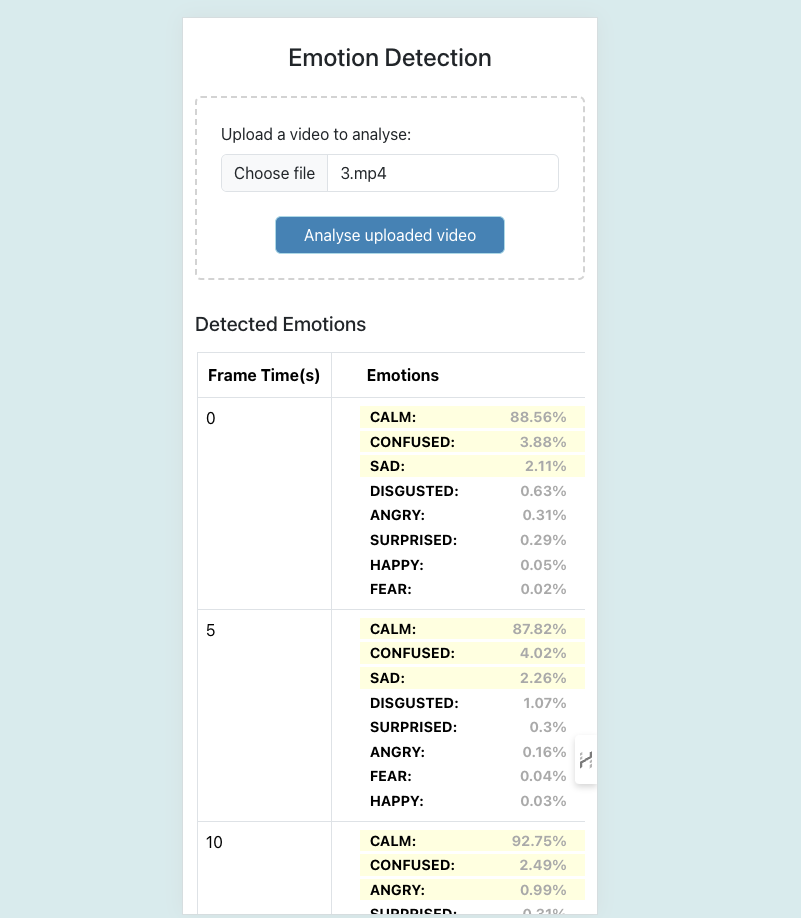 Emotion Detection
Upload a video to analyse:
Choose file 3.mp4
Analyse uploaded video
Detected Emotions
Frame Time(s) Emotions
0 CALM: 88.56%
CONFUSED: 3.88%
SAD: 2.11%
DISGUSTED: 0.63%
ANGRY: 0.31%
SURPRISED: 0.29%
HAPPY: 0.05%
FEAR: 0.02%
5 CALM: 87.82%
CONFUSED: 4.02%
SAD: 2.26%
DISGUSTED: 1.07%
SURPRISED: 0.3%
ANGRY: 0.16%
FEAR: 0.04%
HAPPY: 0.03%
10 CALM: 92.75%
CONFUSED: 2.49%
ANGRY: 0.99%
SURPRISED: 0.31%